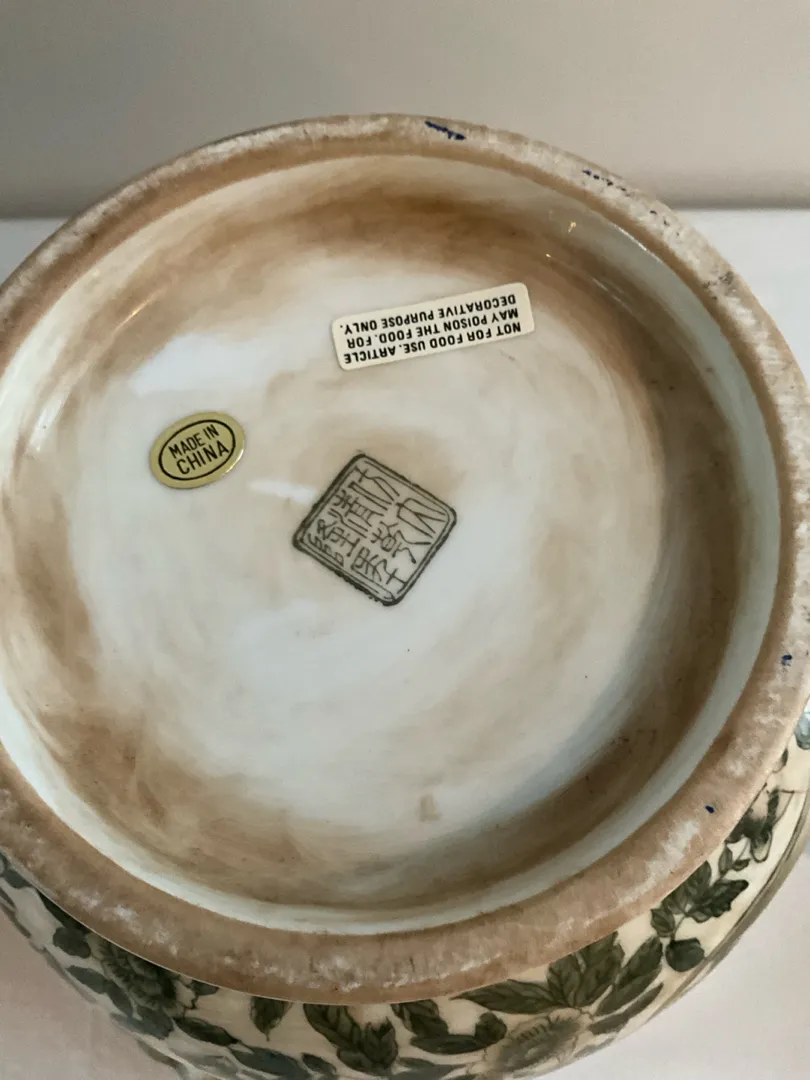 NOT FOR FOOD USE. ARTICLE
MAY POISON THE FOOD. FOR
DECORATIVE PURPOSE ONLY.
MADE IN
CHINA